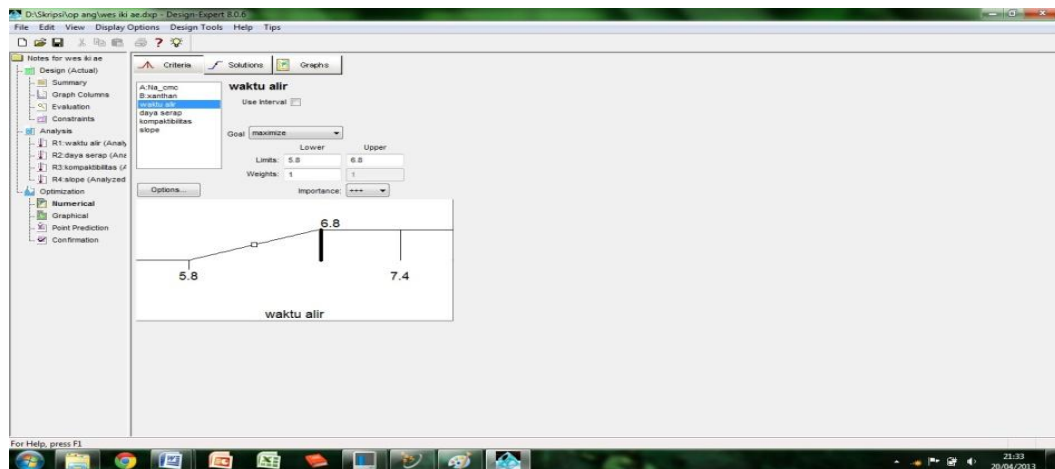 D:\Skripsi\op ang\wes iki ae.dxp - Design-Expert 8.0.6
File Edit View Display Options Design Tools Help Tips
Notes for wes iki ae
Design (Actual)
Summary
Graph Columns
Evaluation
Constraints
Analysis
R1:waktu alir (Analy
R2:daya serap (Ana
R3:kompaktibilitas (A
R4:slope (Analyzed
Optimization
Numerical
Graphical
Point Prediction
Confirmation
Criteria Solutions Graphs
A:Na_cmc
B:xanthan
waktu alir
daya serap
kompaktibilitas
slope
waktu alir
Use Interval
Goal maximize
Lower Upper
Limits: 5.8 6.8
Weights: 1 1
Options... Importance: +++
6.8
5.8 7.4
waktu alir
For Help, press F1
21:33
20/04/2013